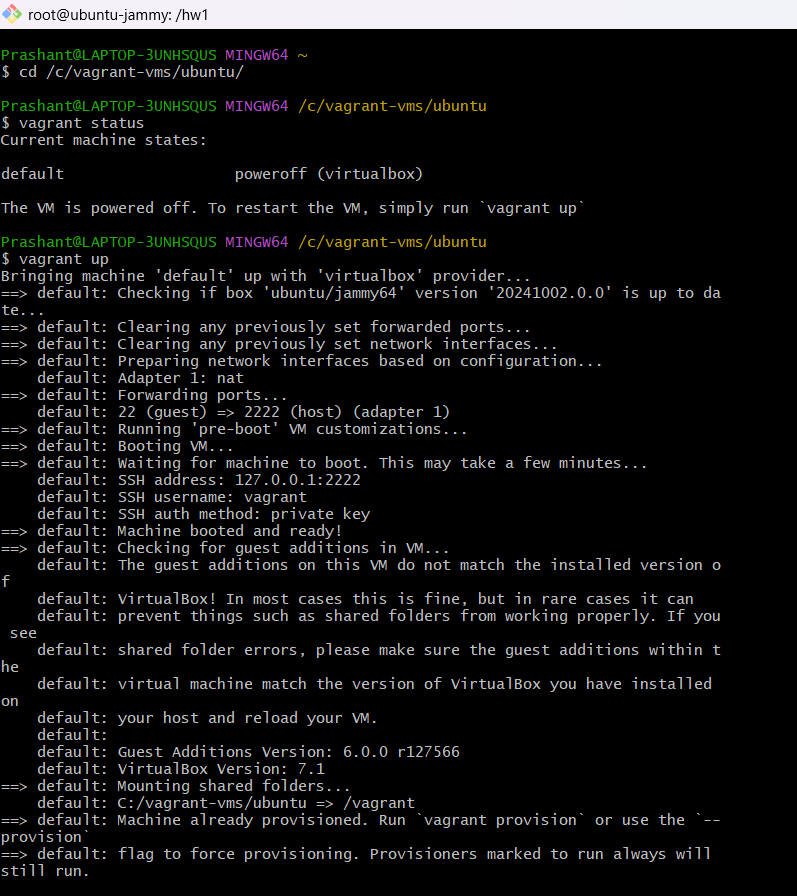 root@ubuntu-jammy: /hw1
Prashant@LAPTOP-3UNHSQUS MINGW64 ~
$ cd /c/vagrant-vms/ubuntu/
Prashant@LAPTOP-3UNHSQUS MINGW64 /c/vagrant-vms/ubuntu
$ vagrant status
Current machine states:
default                   poweroff (virtualbox)
The VM is powered off. To restart the VM, simply run `vagrant up`
Prashant@LAPTOP-3UNHSQUS MINGW64 /c/vagrant-vms/ubuntu
$ vagrant up
Bringing machine 'default' up with 'virtualbox' provider...
==> default: Checking if box 'ubuntu/jammy64' version '20241002.0.0' is up to da
te...
==> default: Clearing any previously set forwarded ports...
==> default: Clearing any previously set network interfaces...
==> default: Preparing network interfaces based on configuration...
    default: Adapter 1: nat
==> default: Forwarding ports...
    default: 22 (guest) => 2222 (host) (adapter 1)
==> default: Running 'pre-boot' VM customizations...
==> default: Booting VM...
==> default: Waiting for machine to boot. This may take a few minutes...
    default: SSH address: 127.0.0.1:2222
    default: SSH username: vagrant
    default: SSH auth method: private key
==> default: Machine booted and ready!
==> default: Checking for guest additions in VM...
    default: The guest additions on this VM do not match the installed version o
f
    default: VirtualBox! In most cases this is fine, but in rare cases it can
    default: prevent things such as shared folders from working properly. If you
 see
    default: shared folder errors, please make sure the guest additions within t
he
    default: virtual machine match the version of VirtualBox you have installed
on
    default: your host and reload your VM.
    default:
    default: Guest Additions Version: 6.0.0 r127566
    default: VirtualBox Version: 7.1
==> default: Mounting shared folders...
    default: C:/vagrant-vms/ubuntu => /vagrant
==> default: Machine already provisioned. Run `vagrant provision` or use the `--
provision`
==> default: flag to force provisioning. Provisioners marked to run always will
still run.